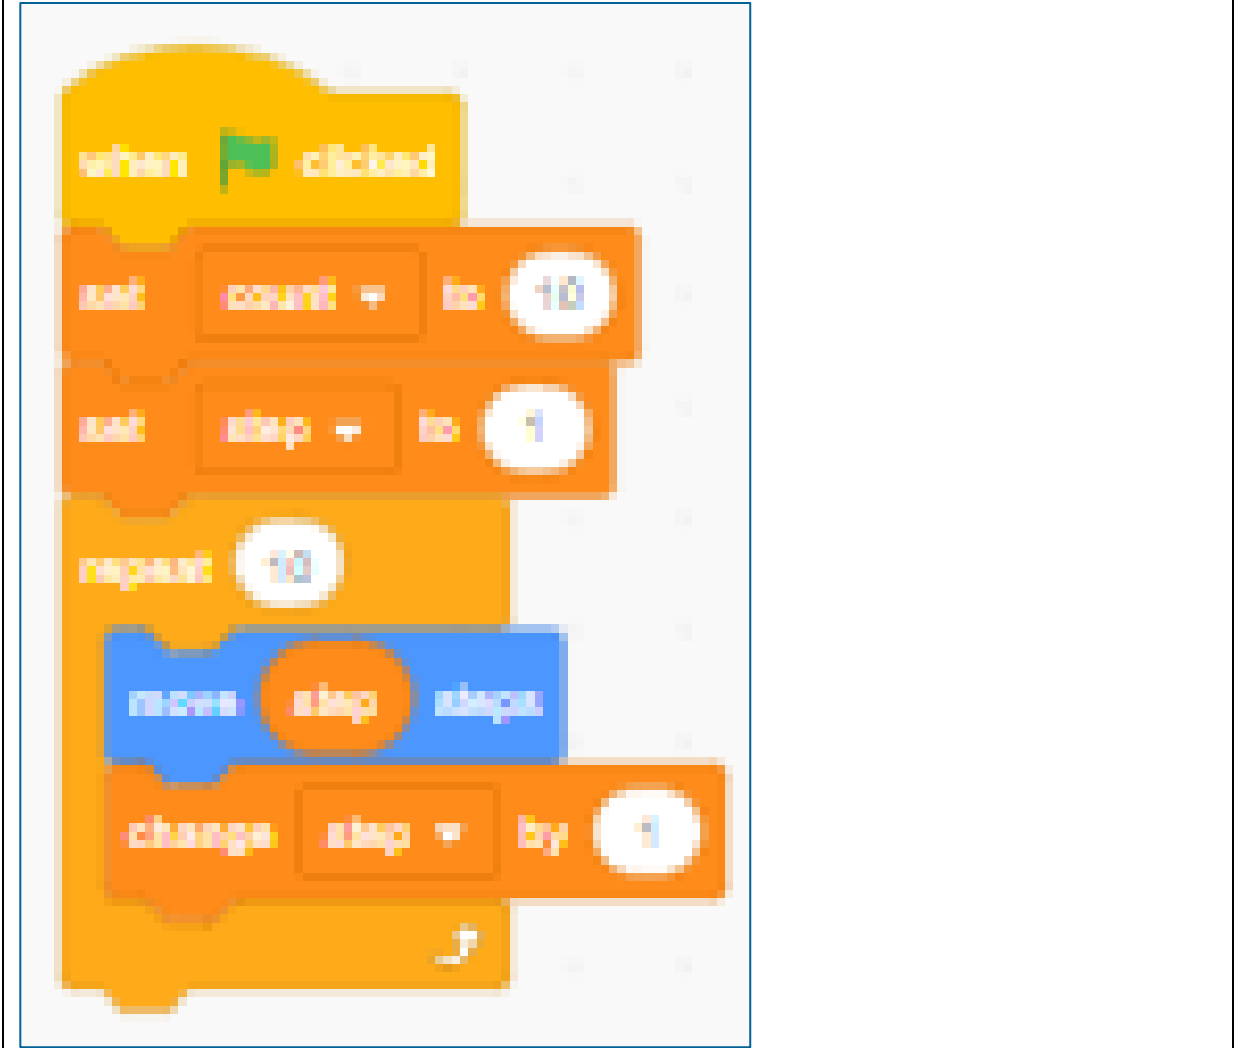 when clicked
set count to 10
set step to 1
repeat 10
move step steps
change step by 1